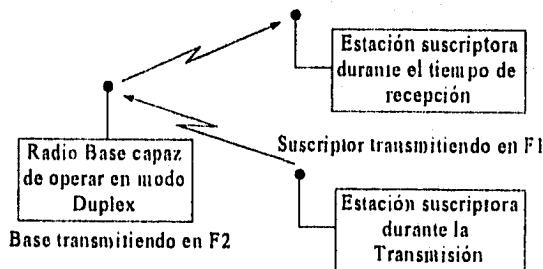 Estación suscriptora
durante el tiempo de
recepción
Radio Base capaz
de operar en modo
Duplex
Base transmitiendo en F2
Suscriptor transmitiendo en F1
Estación suscriptora
durante la
Transmisión